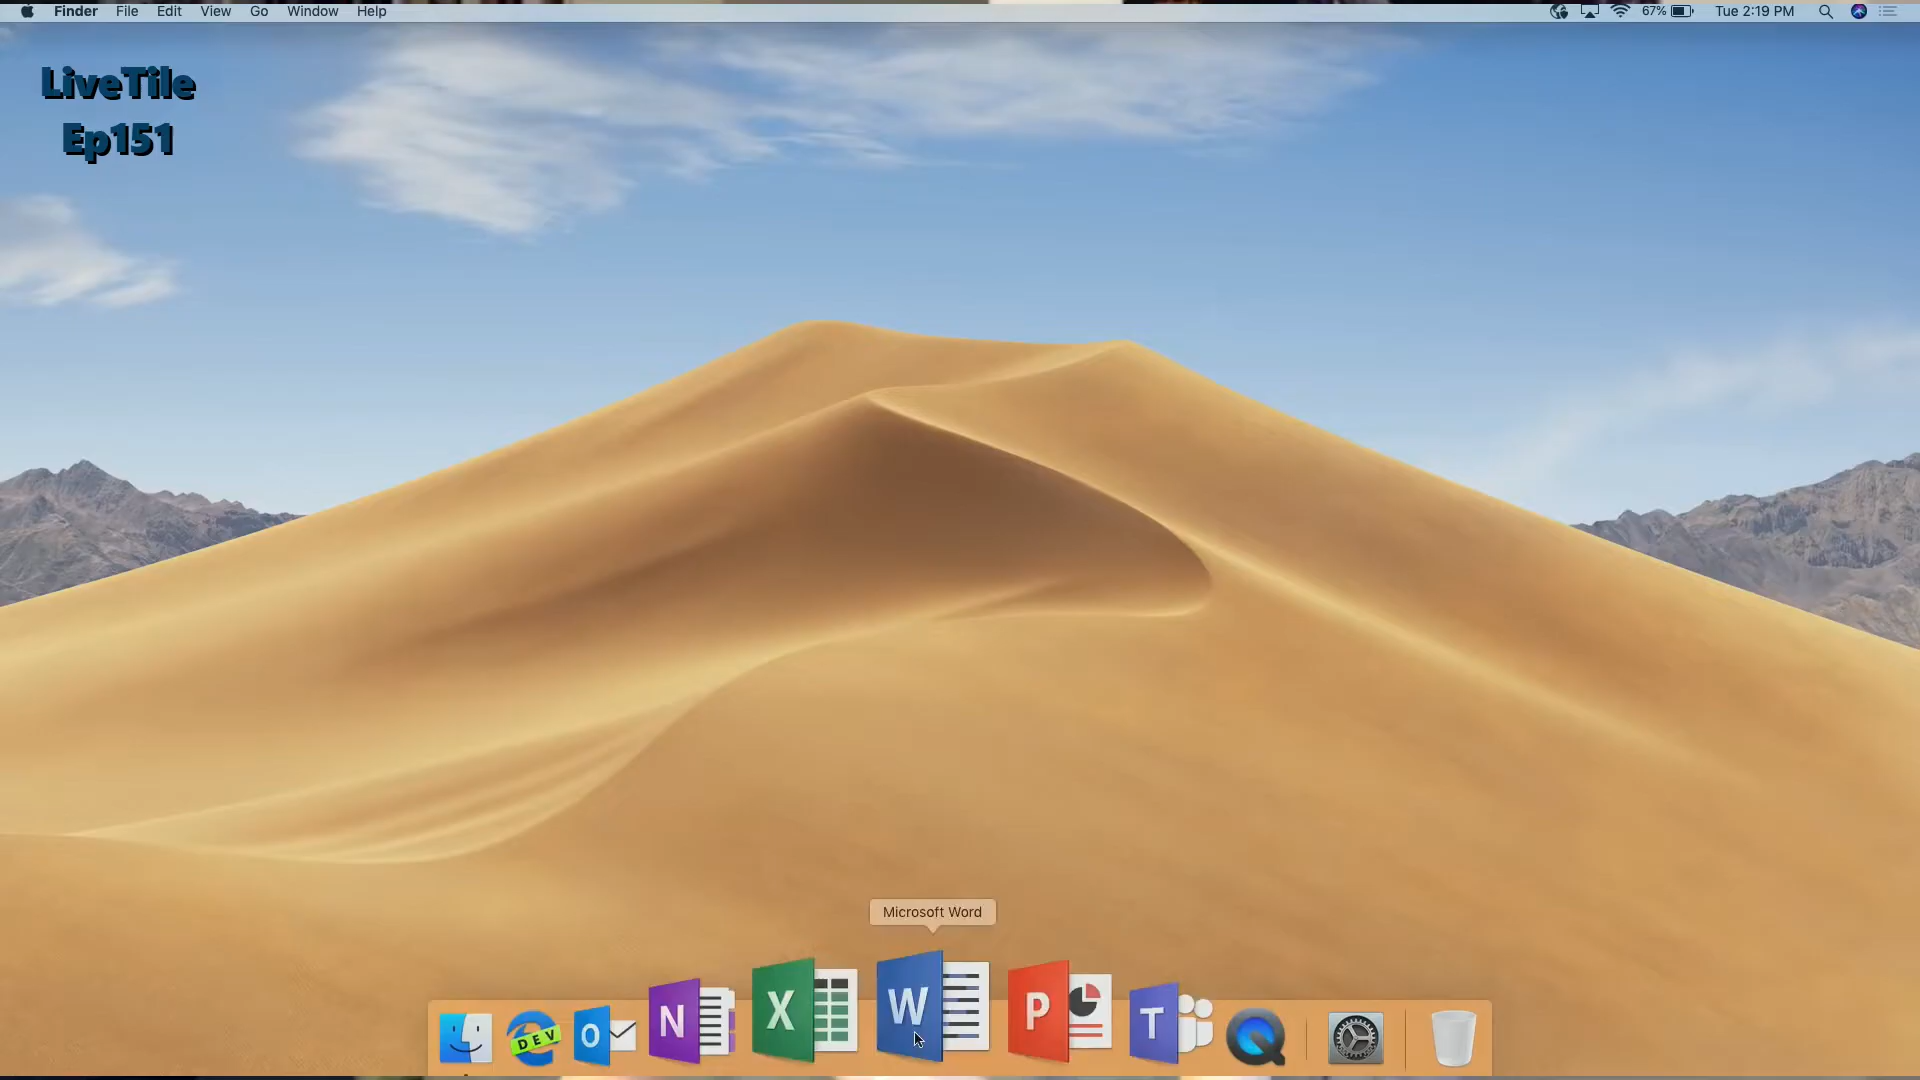 Finder File Edit View Go Window Help 67% Tue 2:19 PM
LiveTile
Ep151
Microsoft Word
DEV O N X W P T